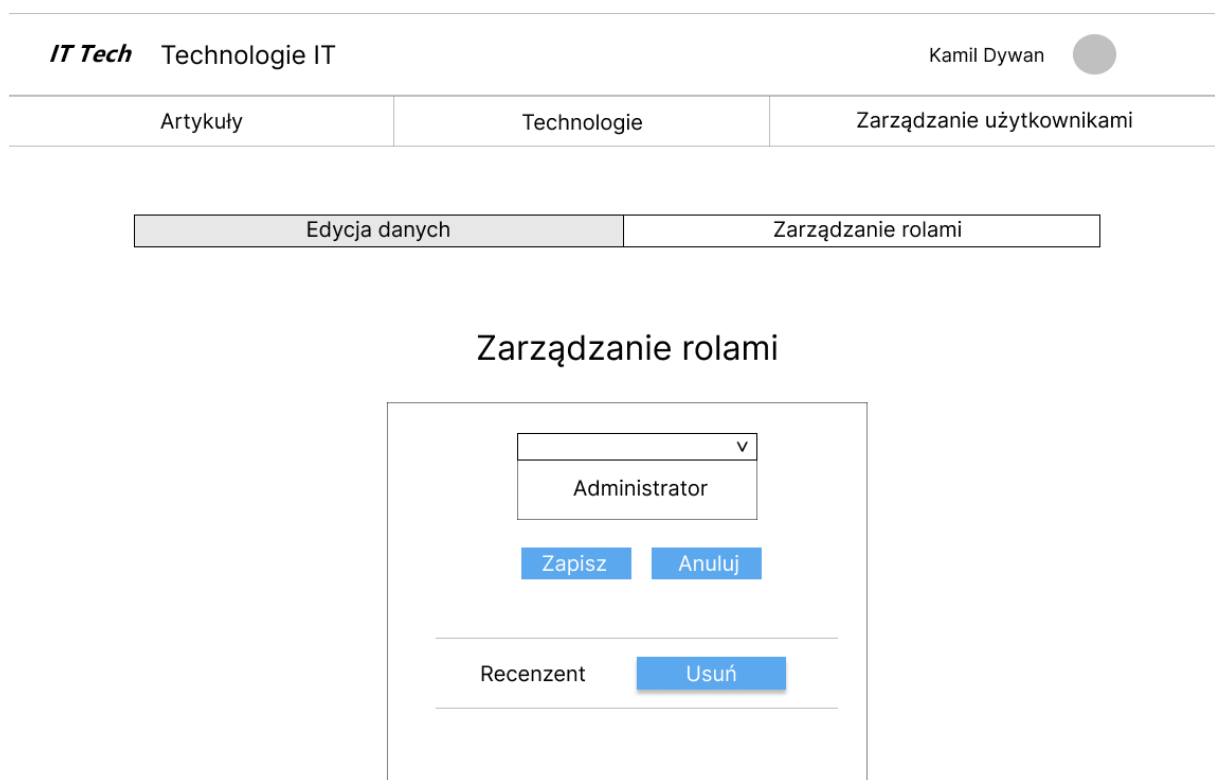 IT Tech Technologie IT Kamil Dywan
Artykuły Technologie Zarządzanie użytkownikami
Edycja danych Zarządzanie rolami
Zarządzanie rolami
v
Administrator
Zapisz Anuluj
Recenzent Usuń